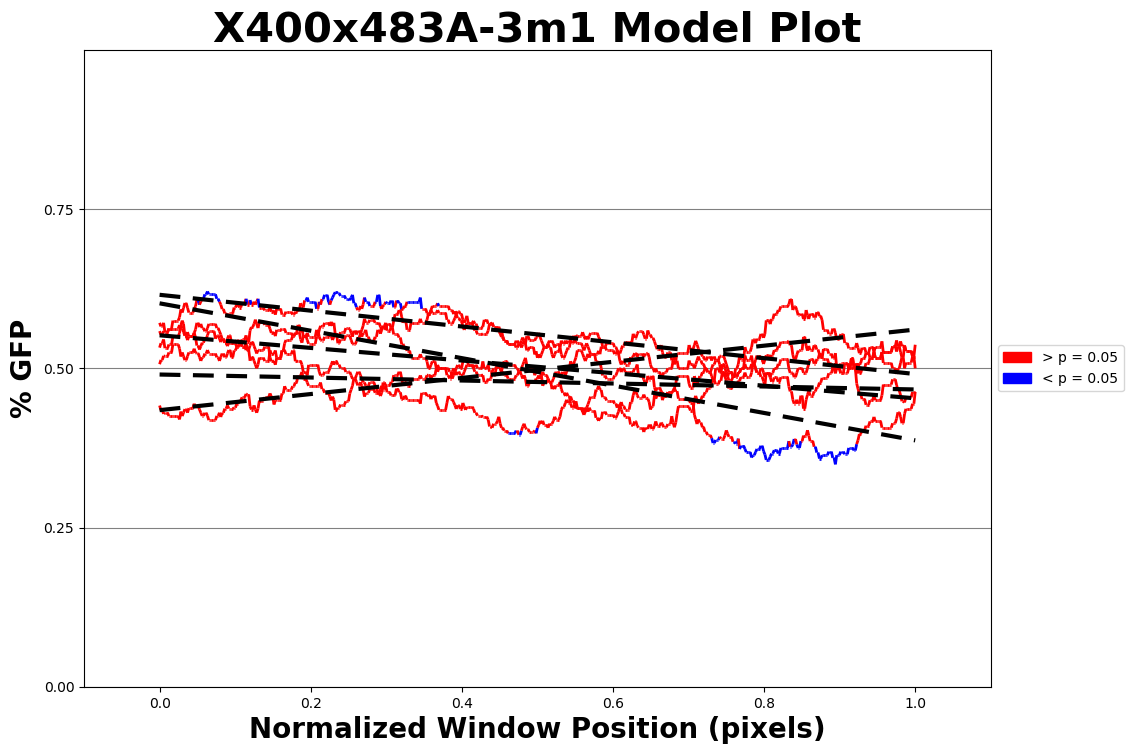 X400x483A-3m1 Model Plot
% GFP
0.75
0.50
0.25
0.00
0.0 0.2 0.4 0.6 0.8 1.0
Normalized Window Position (pixels)
> p = 0.05
< p = 0.05